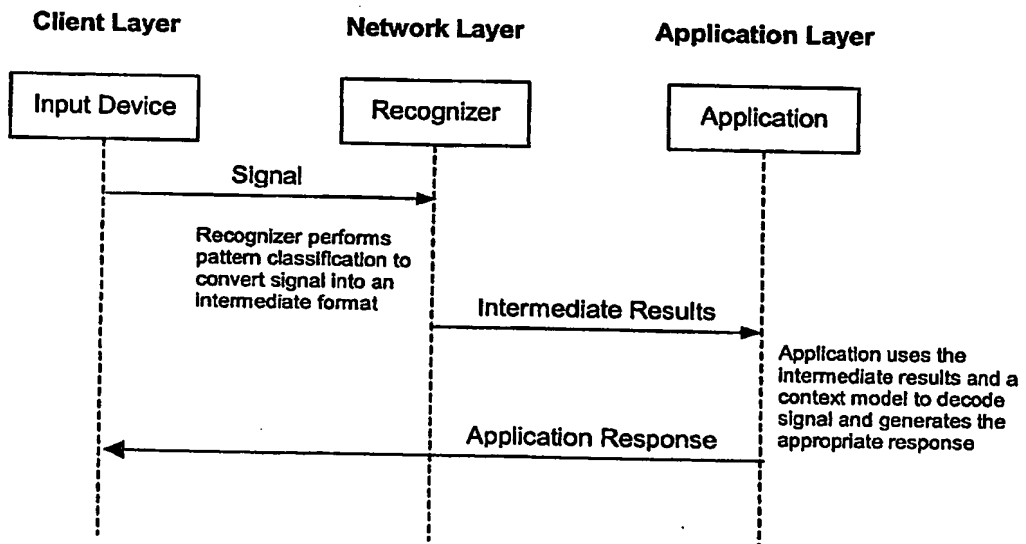 Client Layer
Network Layer
Application Layer
Input Device
Recognizer
Application
Signal
Recognizer performs
pattern classification to
convert signal into an
intermediate format
Intermediate Results
Application uses the
intermediate results and a
context model to decode
signal and generates the
appropriate response
Application Response